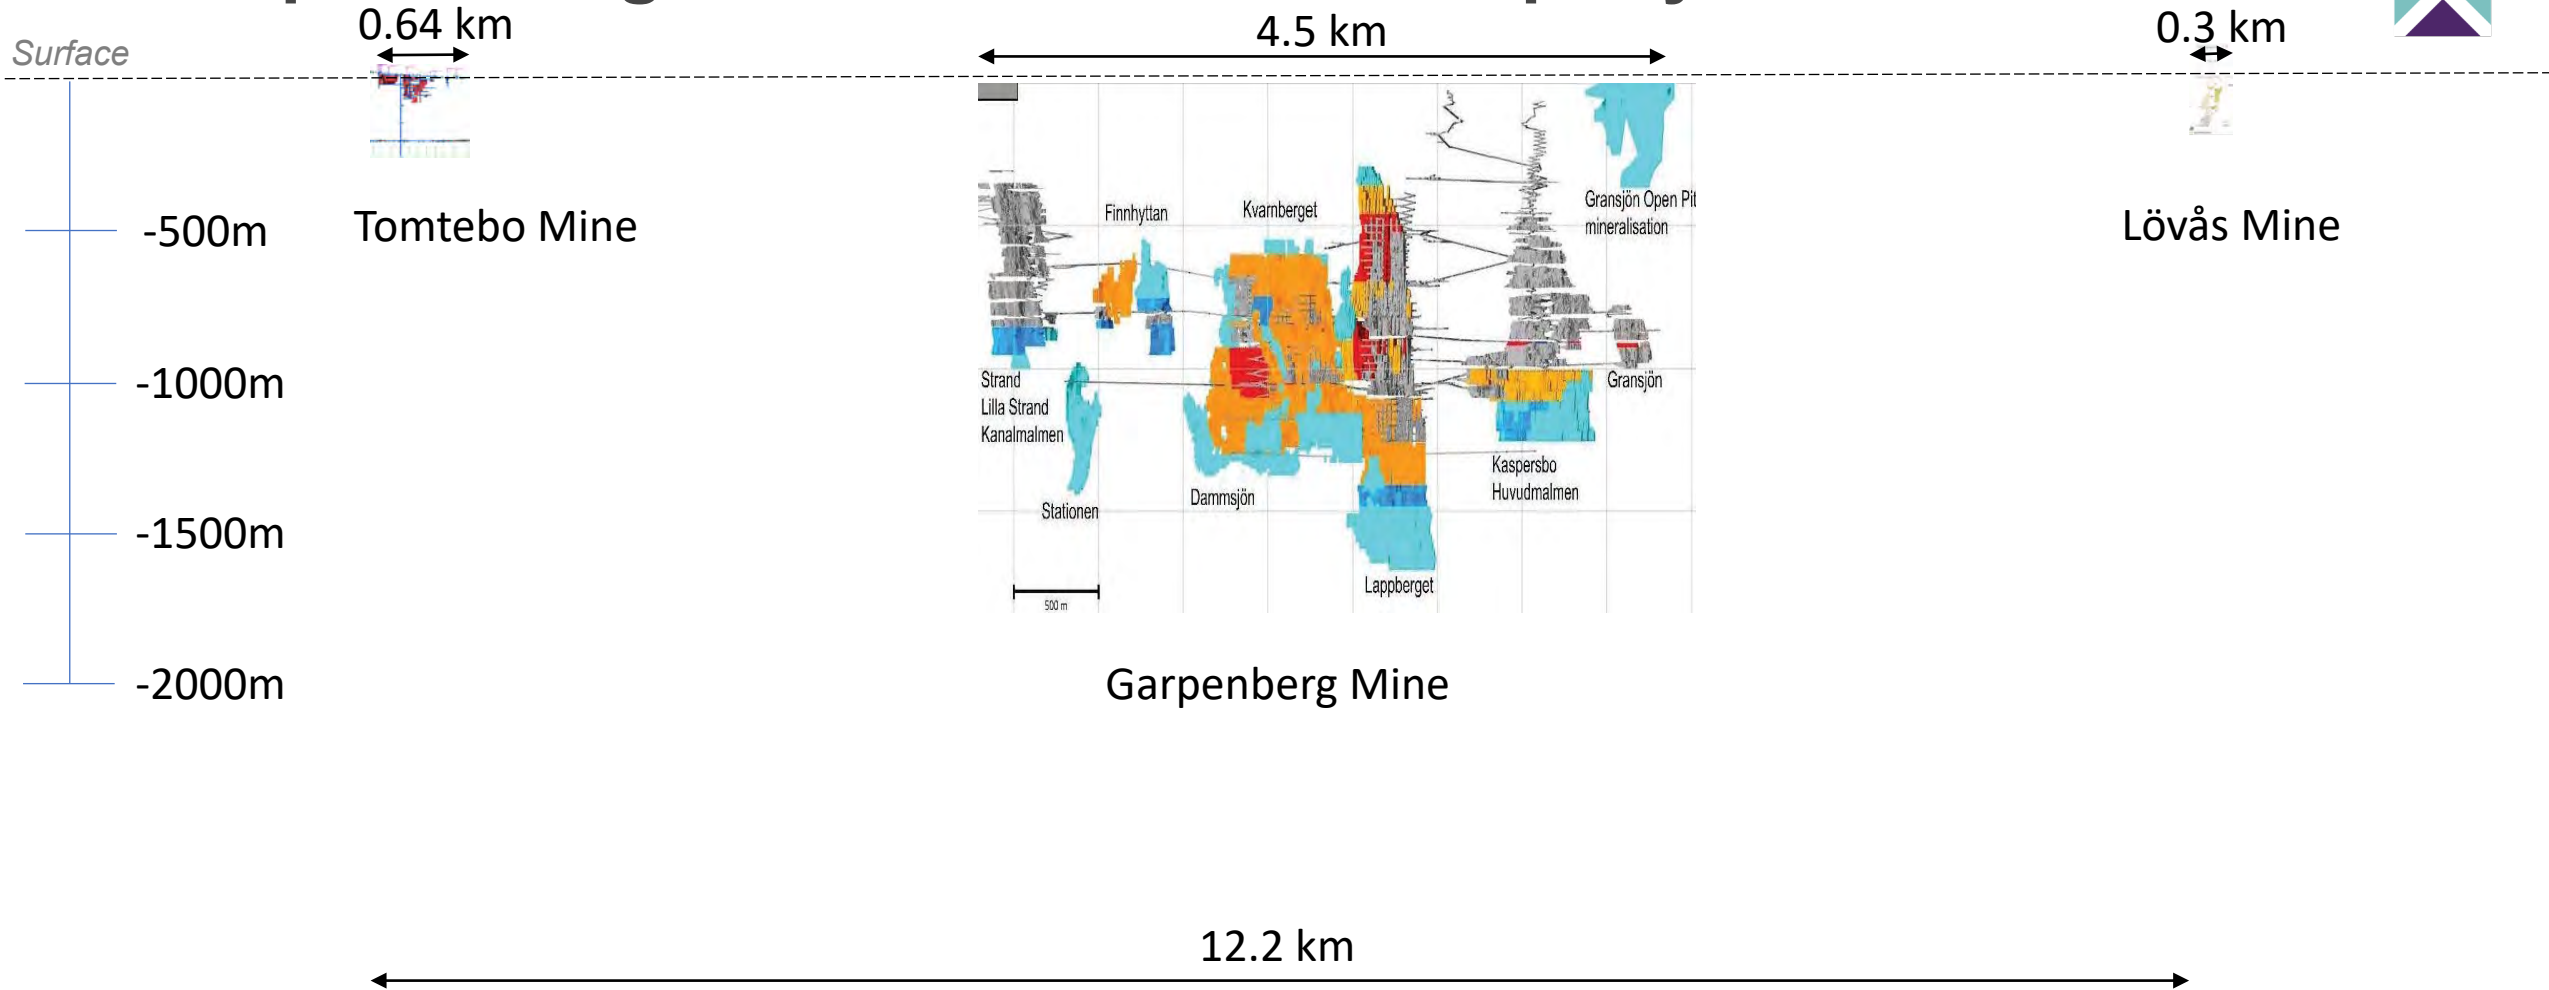 0.64 km
4.5 km
0.3 km
Surface
-500m
-1000m
-1500m
-2000m
Tomtebo Mine
Lövås Mine
Finnhyttan
Kvarnberget
Gransjön Open Pit
mineralisation
Strand
Lilla Strand
Kanalmalmen
Gransjön
Stationen
Dammsjön
Kaspersbo
Huvudmalmen
Lappberget
500 m
Garpenberg Mine
12.2 km